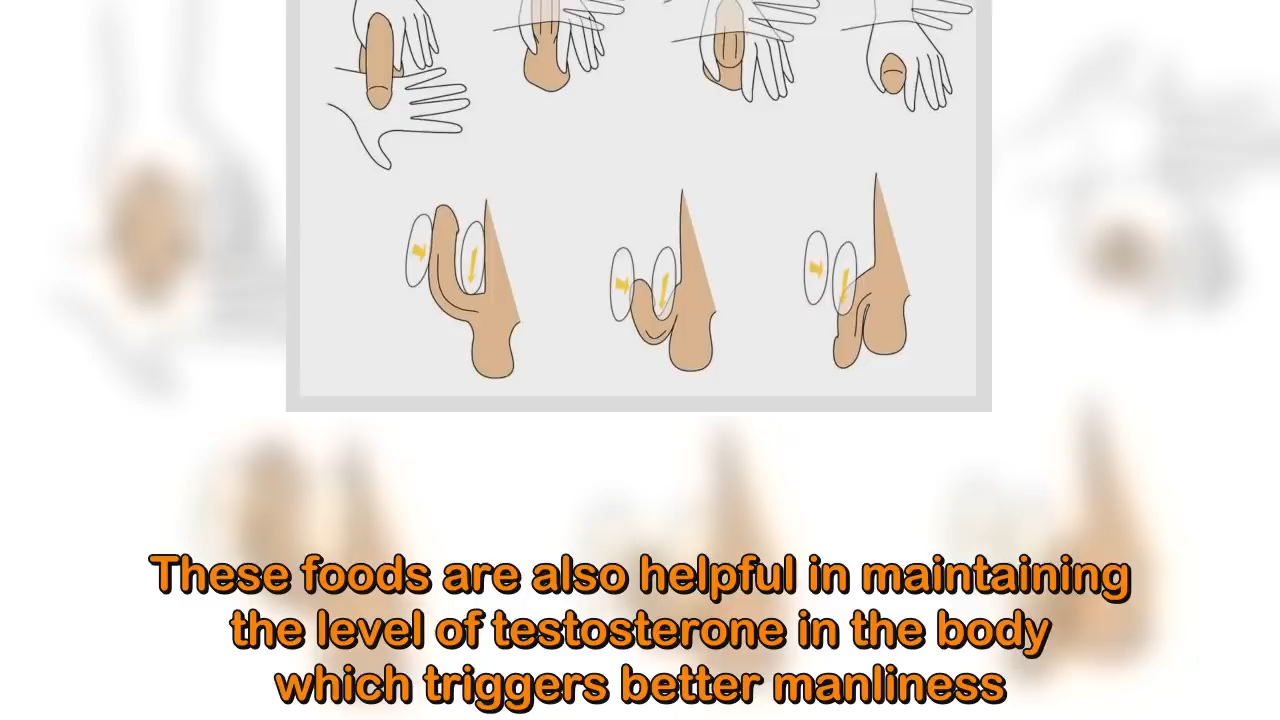 These foods are also helpful in maintaining
the level of testosterone in the body
which triggers better manliness